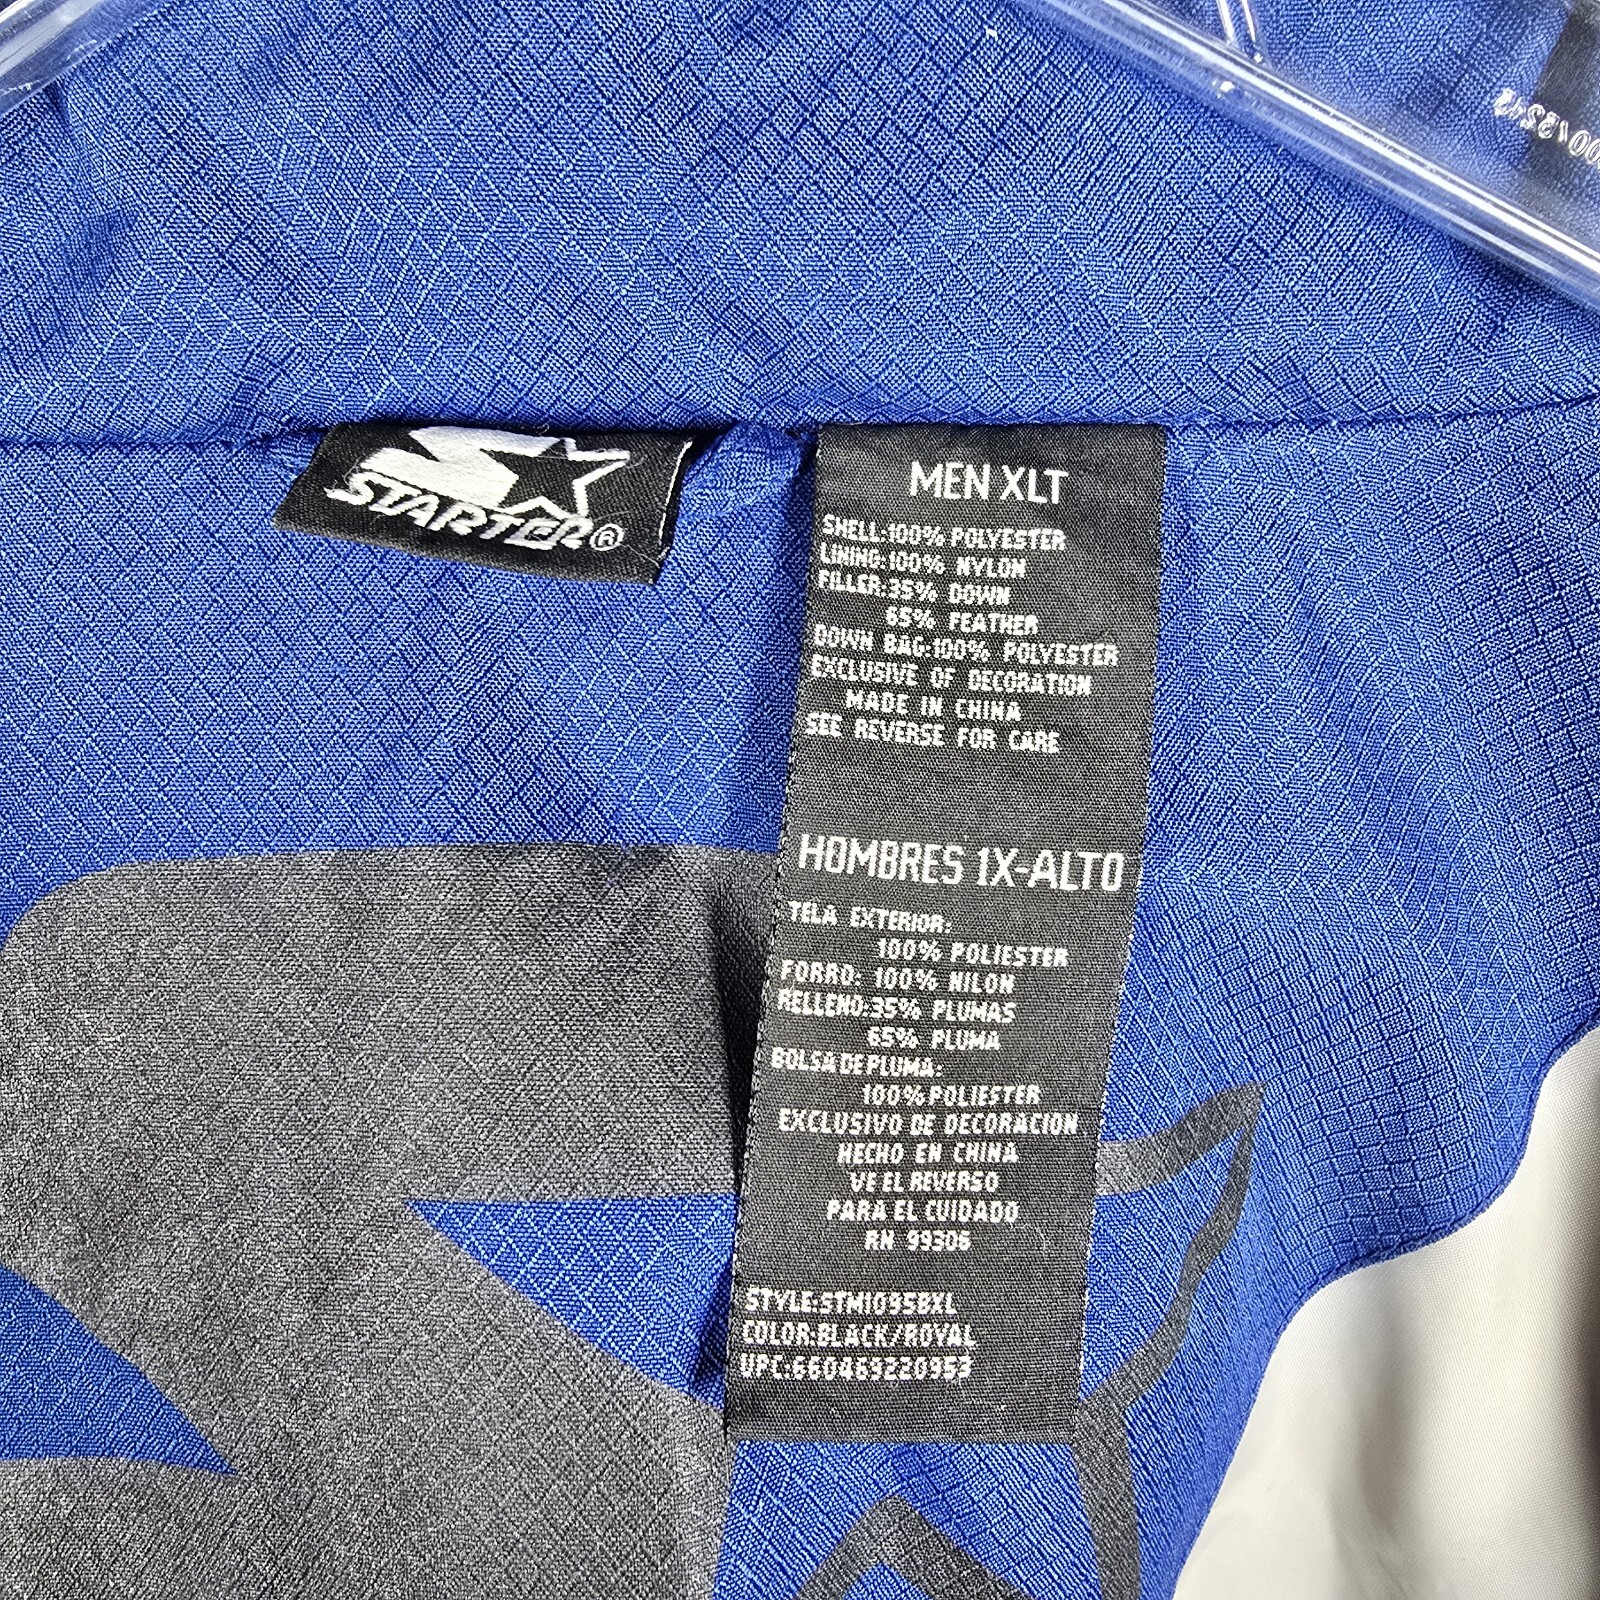 STARTER®
MEN XLT
SHELL:100% POLYESTER
LINING:100% NYLON
FILLER:35% DOWN
65% FEATHER
DOWN BAG:100% POLYESTER
EXCLUSIVE OF DECORATION
MADE IN CHINA
SEE REVERSE FOR CARE
HOMBRES 1X-ALTO
TELA EXTERIOR:
100% POLIESTER
FORRO: 100% NILON
RELLENO:35% PLUMAS
65% PLUMA
BOLSA DE PLUMA:
100% POLIESTER
EXCLUSIVO DE DECORACION
HECHO EN CHINA
VE EL REVERSO
PARA EL CUIDADO
RN 99306
STYLE:STM1035BXL
COLOR:BLACK/ROYAL
UPC:660469220953